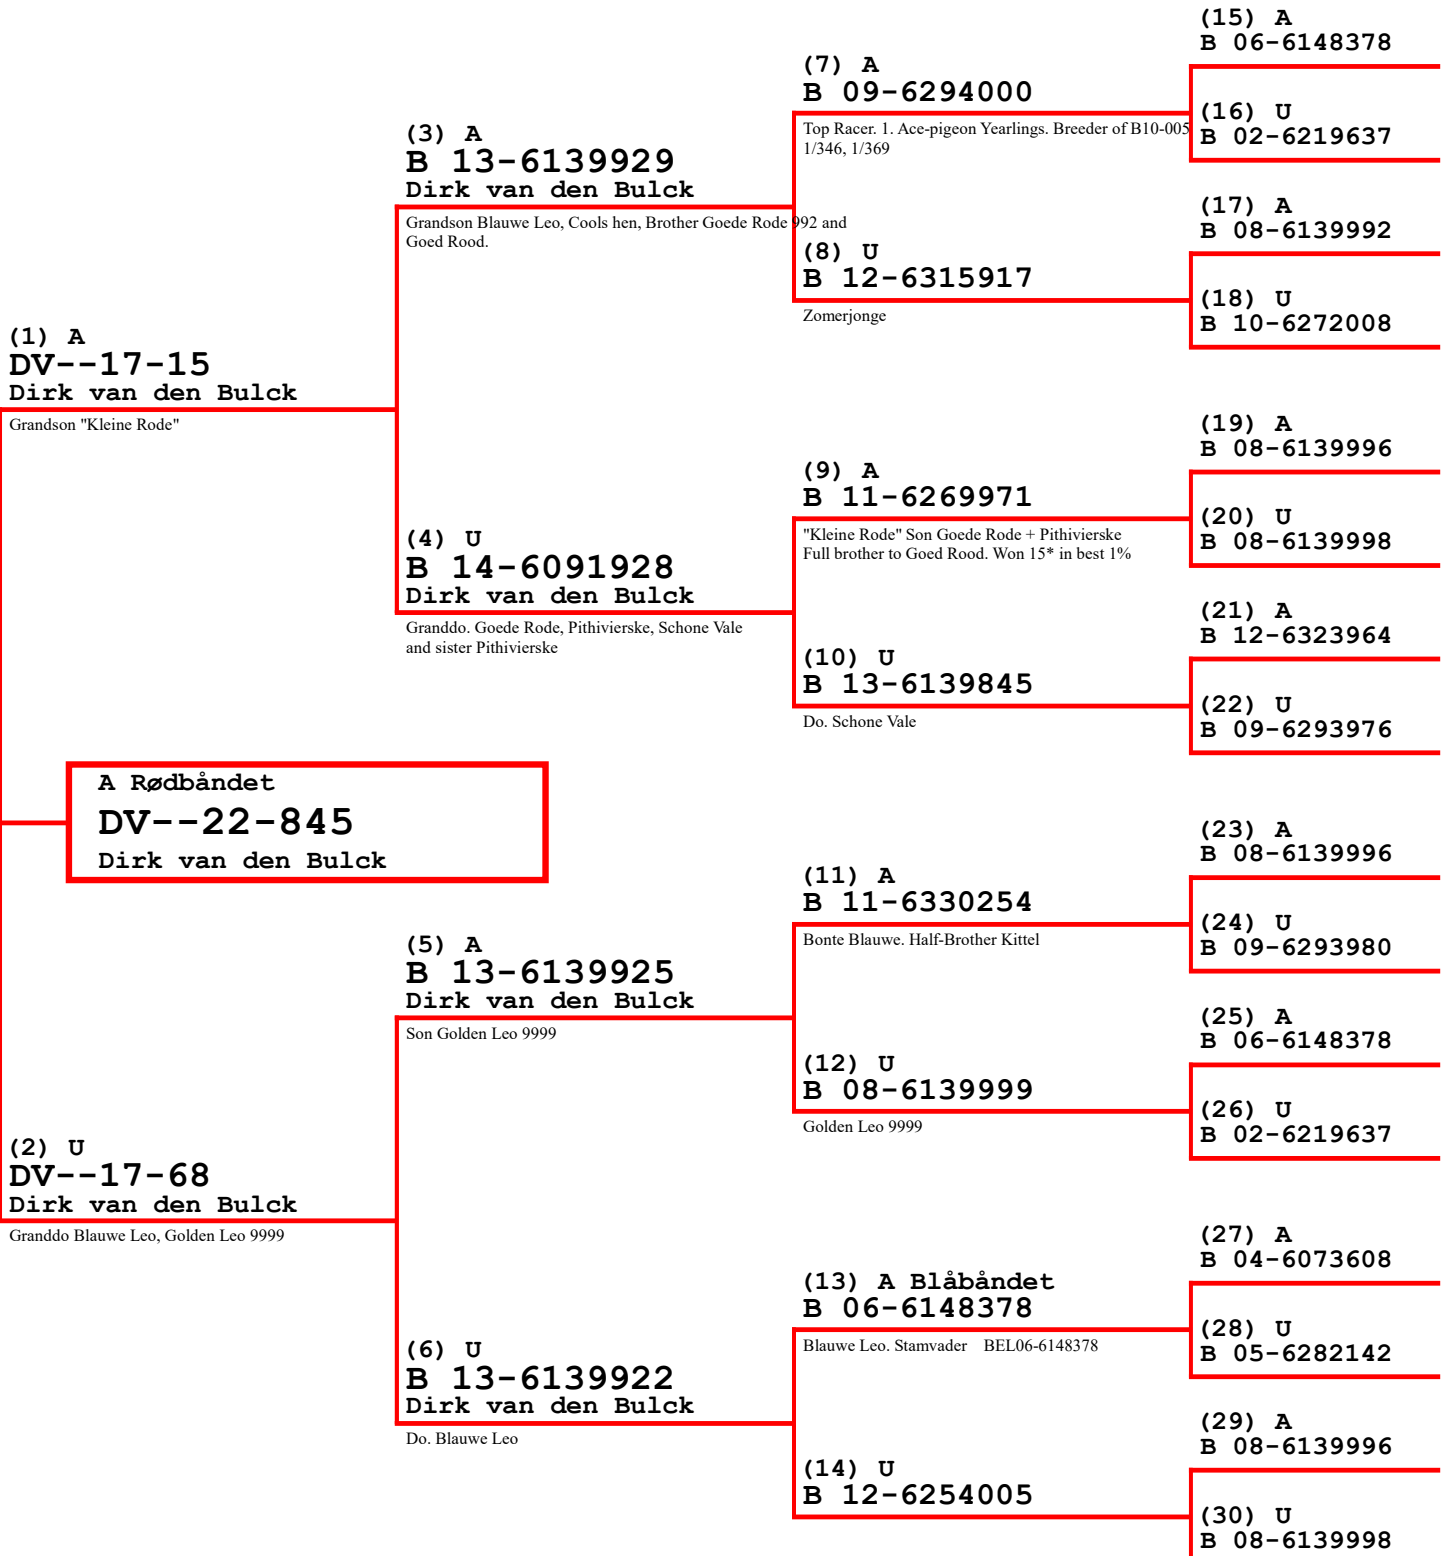 (1) A
DV--17-15
Dirk van den Bulck
Grandson "Kleine Rode"
A Rødbåndet
DV--22-845
Dirk van den Bulck
(2) U
DV--17-68
Dirk van den Bulck
Granddo Blauwe Leo, Golden Leo 9999
(3) A
B 13-6139929
Dirk van den Bulck
Grandson Blauwe Leo, Cools hen, Brother Goede Rode 992 and
Goed Rood.
(4) U
B 14-6091928
Dirk van den Bulck
Granddo. Goede Rode, Pithivierske, Schone Vale
and sister Pithivierske
(5) A
B 13-6139925
Dirk van den Bulck
Son Golden Leo 9999
(6) U
B 13-6139922
Dirk van den Bulck
Do. Blauwe Leo
(7) A
B 09-6294000
Top Racer. 1. Ace-pigeon Yearlings. Breeder of B10-005
1/346, 1/369
(8) U
B 12-6315917
Zomerjonge
(9) A
B 11-6269971
"Kleine Rode" Son Goede Rode + Pithivierske
Full brother to Goed Rood. Won 15* in best 1%
(10) U
B 13-6139845
Do. Schone Vale
(11) A
B 11-6330254
Bonte Blauwe. Half-Brother Kittel
(12) U
B 08-6139999
Golden Leo 9999
(13) A Blåbåndet
B 06-6148378
Blauwe Leo. Stamvader BEL06-6148378
(14) U
B 12-6254005
(15) A
B 06-6148378
(16) U
B 02-6219637
(17) A
B 08-6139992
(18) U
B 10-6272008
(19) A
B 08-6139996
(20) U
B 08-6139998
(21) A
B 12-6323964
(22) U
B 09-6293976
(23) A
B 08-6139996
(24) U
B 09-6293980
(25) A
B 06-6148378
(26) U
B 02-6219637
(27) A
B 04-6073608
(28) U
B 05-6282142
(29) A
B 08-6139996
(30) U
B 08-6139998